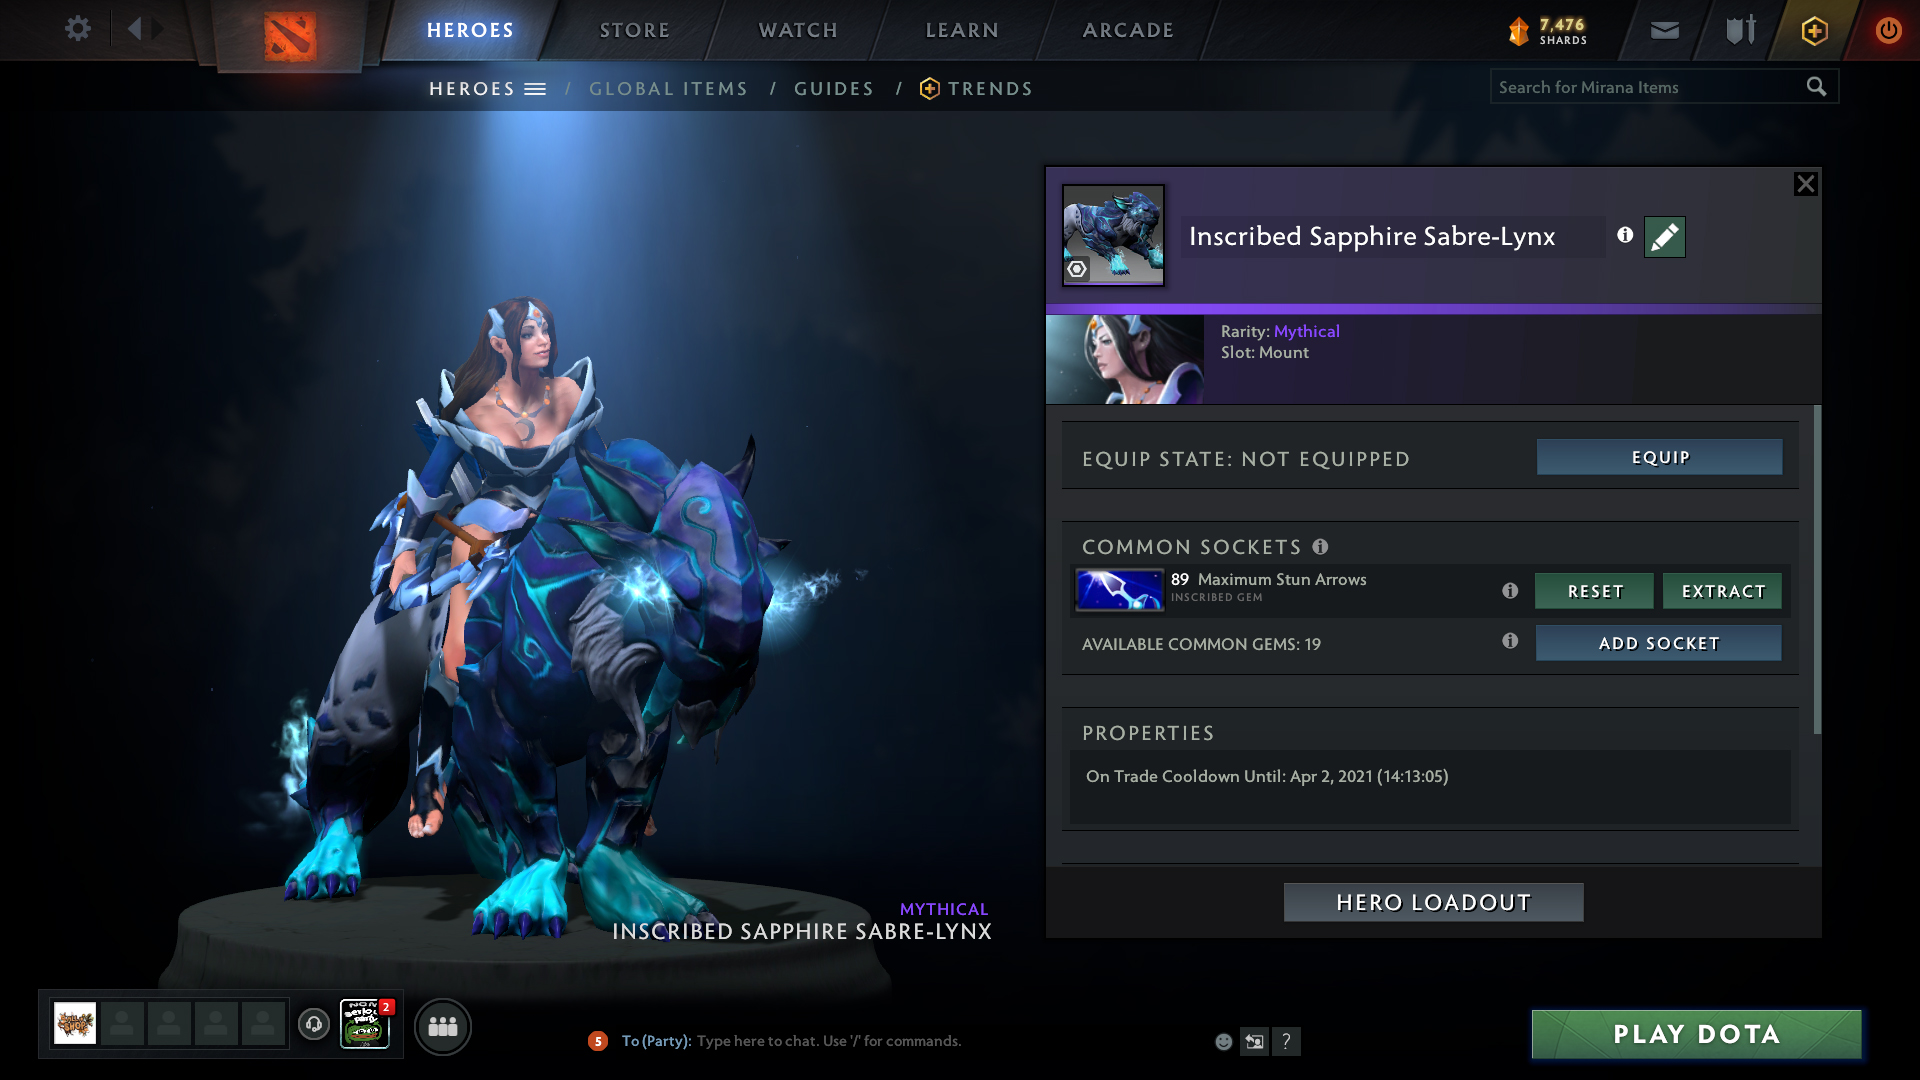 HEROES
STORE
WATCH
LEARN
ARCADE
7,476
SHARDS
HEROES / GLOBAL ITEMS / GUIDES / TRENDS
Search for Mirana Items
Inscribed Sapphire Sabre-Lynx
Rarity: Mythical
Slot: Mount
EQUIP STATE: NOT EQUIPPED
EQUIP
COMMON SOCKETS
89 Maximum Stun Arrows
INSCRIBED GEM
RESET
EXTRACT
AVAILABLE COMMON GEMS: 19
ADD SOCKET
PROPERTIES
On Trade Cooldown Until: Apr 2, 2021 (14:13:05)
HERO LOADOUT
MYTHICAL
INSCRIBED SAPPHIRE SABRE-LYNX
SHOP
NON
2
5
To (Party): Type here to chat. Use '/' for commands.
?
PLAY DOTA